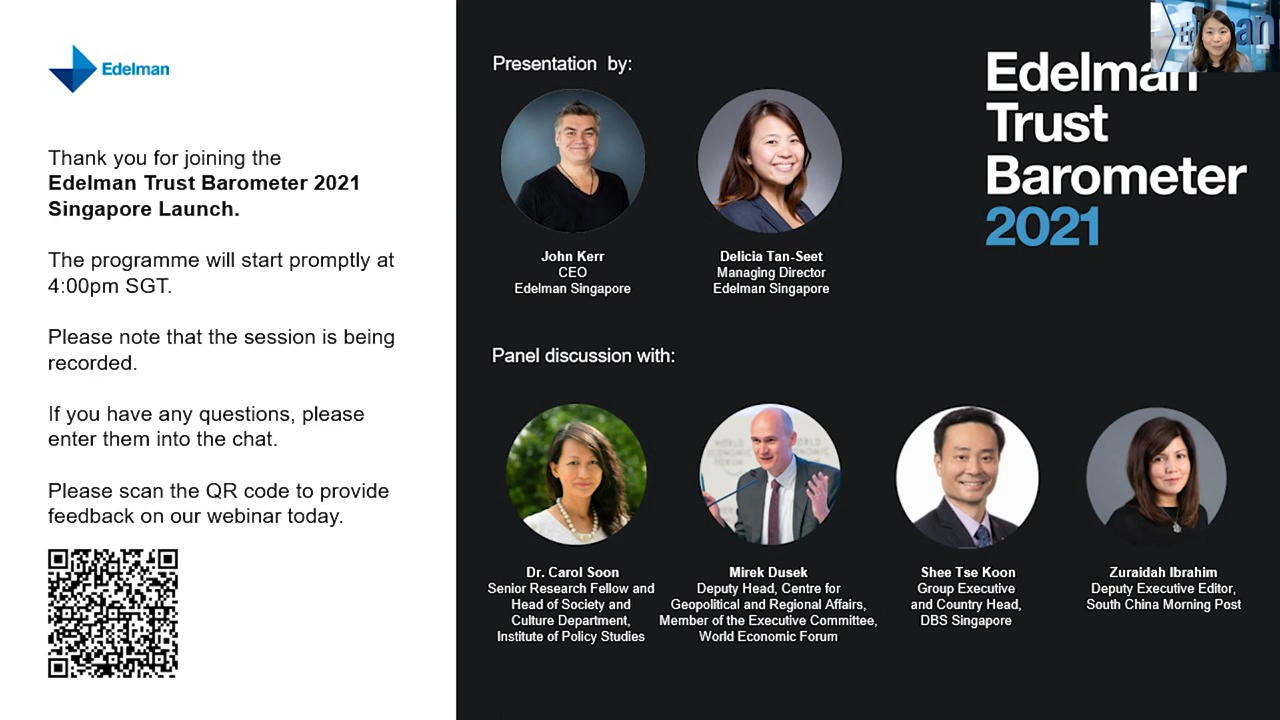 Edelman
Thank you for joining the
Edelman Trust Barometer 2021
Singapore Launch.
The programme will start promptly at
4:00pm SGT.
Please note that the session is being
recorded.
If you have any questions, please
enter them into the chat.
Please scan the QR code to provide
feedback on our webinar today.
Presentation by:
John Kerr
CEO
Edelman Singapore
Delicia Tan-Seet
Managing Director
Edelman Singapore
Edelman
Trust
Barometer
2021
Panel discussion with:
Dr. Carol Soon
Senior Research Fellow and
Head of Society and
Culture Department,
Institute of Policy Studies
Mirek Dusek
Deputy Head, Centre for
Geopolitical and Regional Affairs,
Member of the Executive Committee,
World Economic Forum
Shee Tse Koon
Group Executive
and Country Head,
DBS Singapore
Zuraidah Ibrahim
Deputy Executive Editor,
South China Morning Post